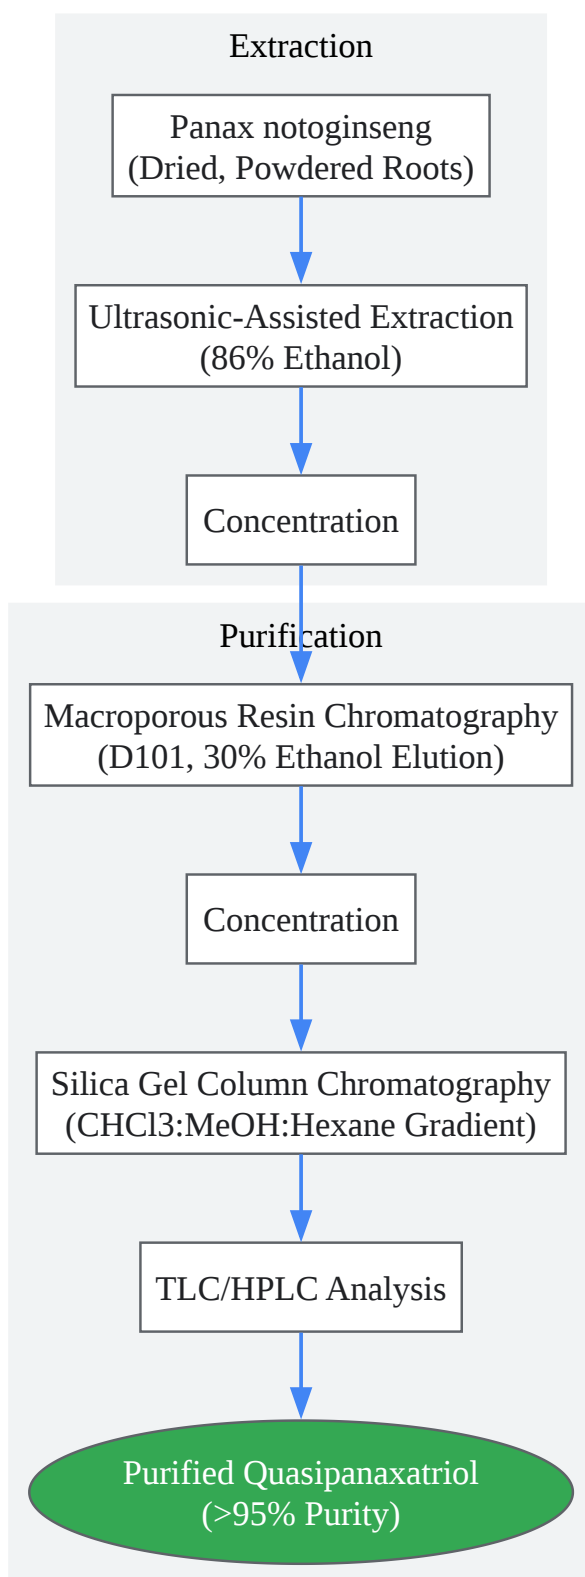 Extraction
Panax notoginseng
(Dried, Powdered Roots)
Ultrasonic-Assisted Extraction
(86% Ethanol)
Concentration
Purification
Macroporous Resin Chromatography
(D101, 30% Ethanol Elution)
Concentration
Silica Gel Column Chromatography
(CHCl3:MeOH:Hexane Gradient)
TLC/HPLC Analysis
Purified Quasipanaxatriol
(>95% Purity)